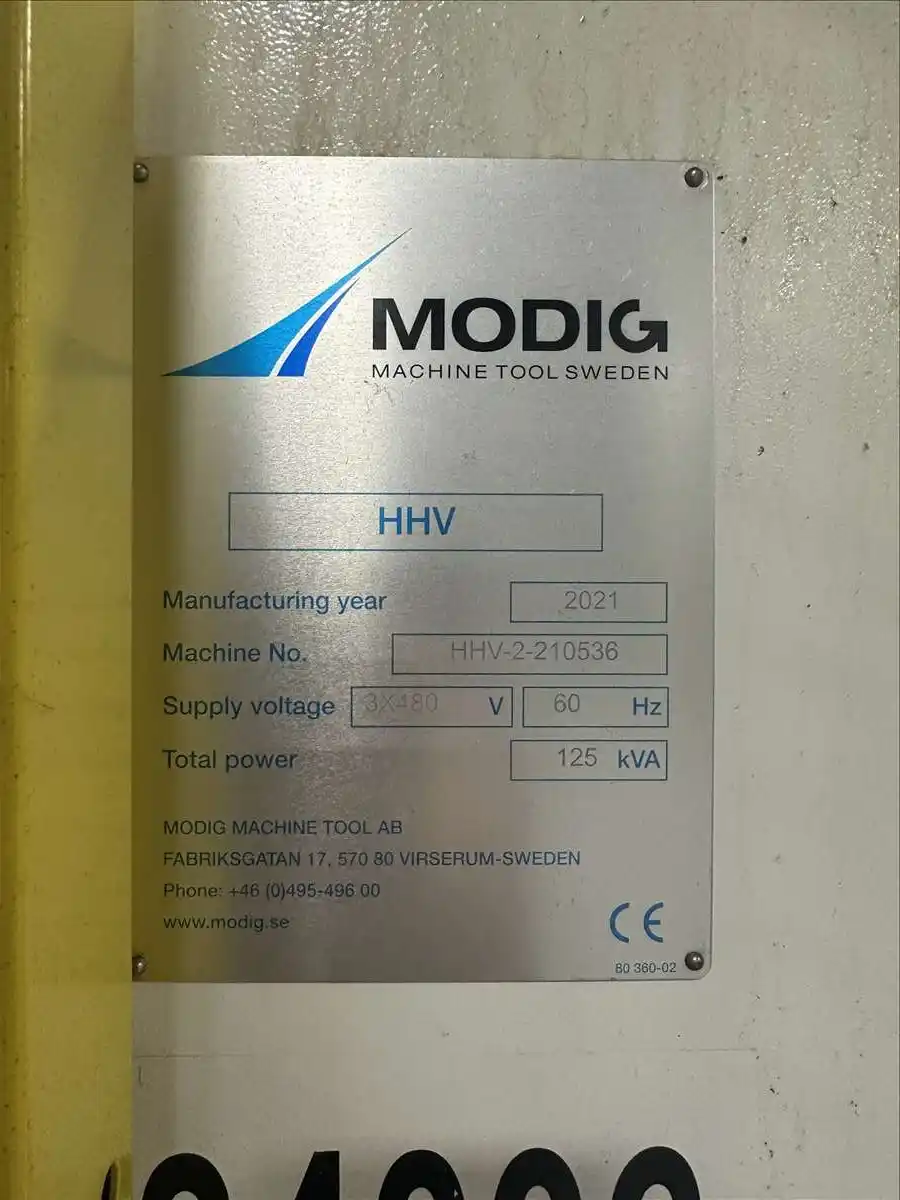 MODIG
MACHINE TOOL SWEDEN
HHV
Manufacturing year 2021
Machine No. HHV-2-210536
Supply voltage 3X480 V 60 Hz
Total power 125 kVA
MODIG MACHINE TOOL AB
FABRIKSGATAN 17, 570 80 VIRSERUM-SWEDEN
Phone: +46 (0)495-496 00
www.modig.se
CE
80 360-02